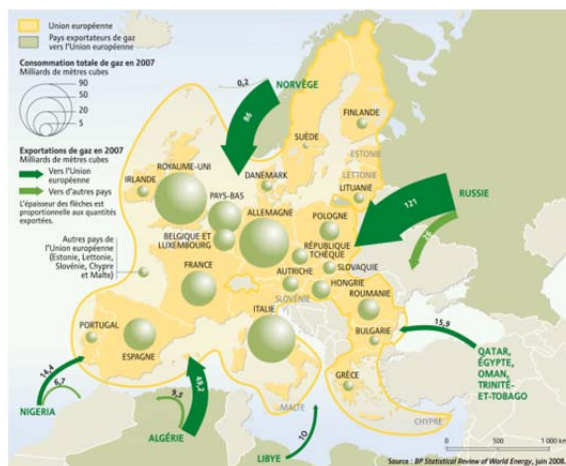 Union européenne
Pays exportateurs de gaz
vers l'Union européenne
Consommation totale de gaz en 2007
Milliards de mètres cubes
90
50
20
5
Exportations de gaz en 2007
Milliards de mètres cubes
Vers l'Union
européenne
Vers d'autres pays
L'épaisseur des flèches est
proportionnelle aux quantités
exportées.
0,2
NORVÈGE
86
FINLANDE
SUÈDE
ESTONIE
LETTONIE
LITUANIE
DANEMARK
ROYAUME-UNI
IRLANDE
PAYS-BAS
ALLEMAGNE
POLOGNE
RUSSIE
121
26
BELGIQUE ET
LUXEMBOURG
RÉPUBLIQUE
TCHÈQUE
SLOVAQUIE
Autres pays de
l'Union européenne
(Estonie, Lettonie,
Slovénie, Chypre
et Malte)
FRANCE
AUTRICHE
HONGRIE
SLOVÉNIE
ROUMANIE
ITALIE
BULGARIE
PORTUGAL
ESPAGNE
15,9
QATAR,
ÉGYPTE,
OMAN,
TRINITÉ-
ET-TOBAGO
GRÈCE
14,4
6,7
NIGERIA
9,5
49,2
ALGÉRIE
MALTE
10
LIBYE
CHYPRE
0 500 1 000 km
Source : BP Statistical Review of World Energy, juin 2008.